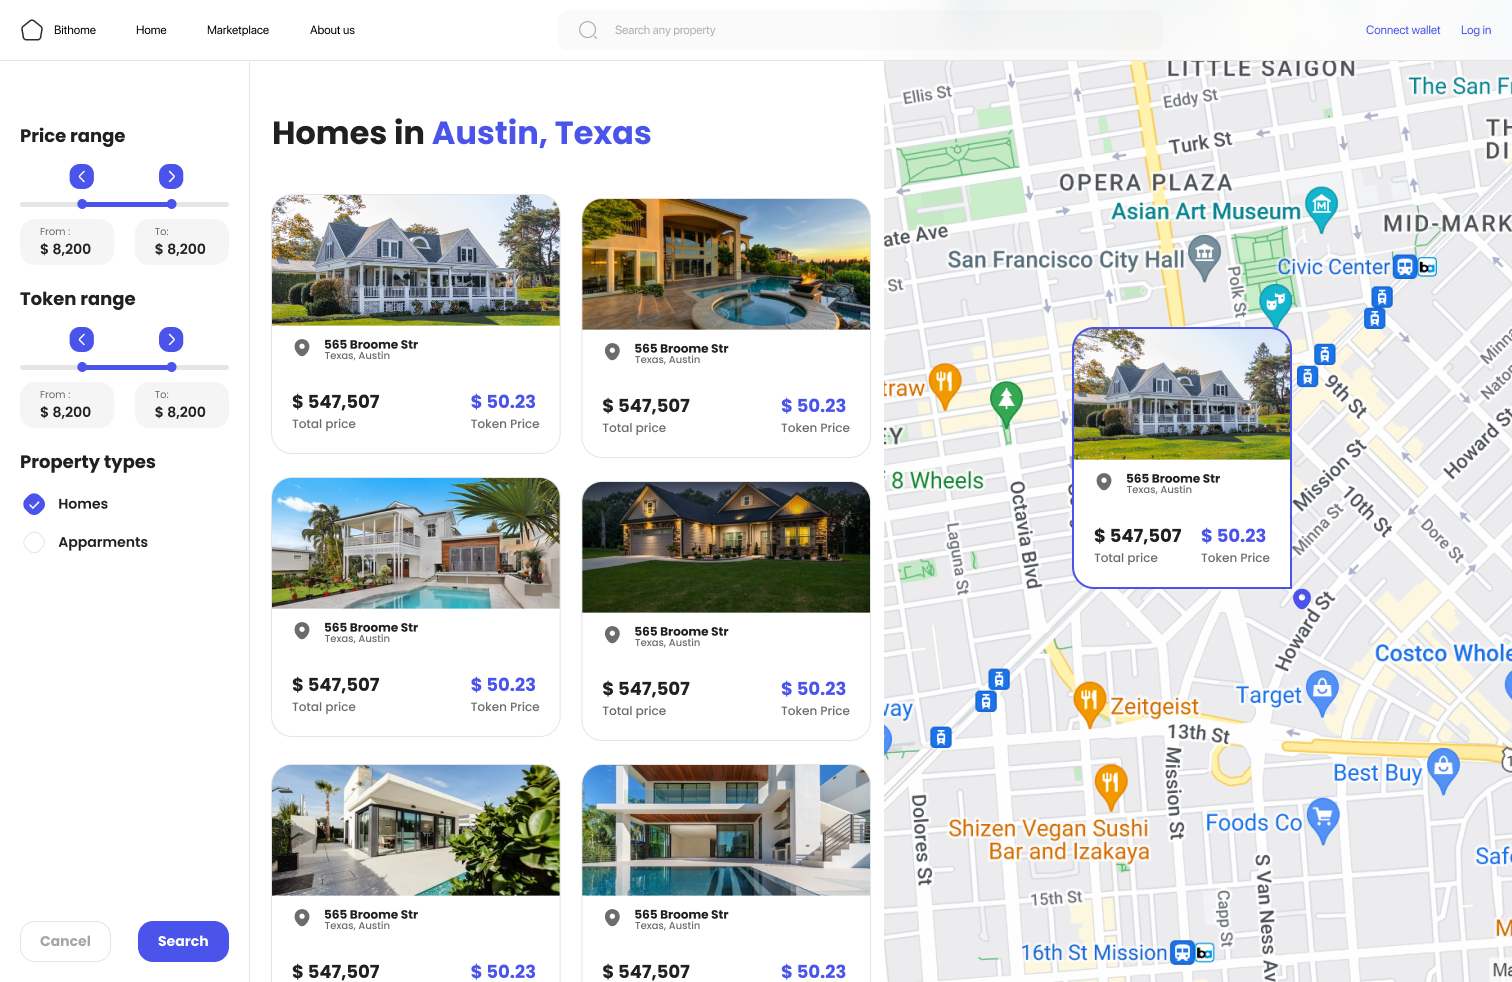 Bithome
Home
Marketplace
About us
Search any property
Connect wallet
Log in
Price range
From :
$ 8,200
To:
$ 8,200
Token range
From :
$ 8,200
To:
$ 8,200
Property types
Homes
Apparments
Cancel
Search
Homes in Austin, Texas
565 Broome Str
Texas, Austin
$ 547,507
Total price
$ 50.23
Token Price
565 Broome Str
Texas, Austin
$ 547,507
Total price
$ 50.23
Token Price
565 Broome Str
Texas, Austin
$ 547,507
Total price
$ 50.23
Token Price
565 Broome Str
Texas, Austin
$ 547,507
Total price
$ 50.23
Token Price
565 Broome Str
Texas, Austin
$ 547,507
$ 50.23
565 Broome Str
Texas, Austin
$ 547,507
$ 50.23
LITTLE SAIGON
The San F
Ellis St
Eddy St
Turk St
TH
DI
OPERA PLAZA
Asian Art Museum
MID-MARK
ate Ave
San Francisco City Hall
Civic Center
ba
St
Polk St
Minna
Natom
traw
9th St
EY
Howard St
8 Wheels
Mission St
10th St
Octavia Blvd
Laguna St
Minna St
Dore St
565 Broome Str
Texas, Austin
$ 547,507
Total price
$ 50.23
Token Price
Howard St
Costco Whole
Target
way
Zeitgeist
13th St
Mission St
Best Buy
Dolores St
Shizen Vegan Sushi
Bar and Izakaya
Foods Co
Safe
S Van Ness Av
15th St
Capp St
M
16th St Mission
ba
Ma